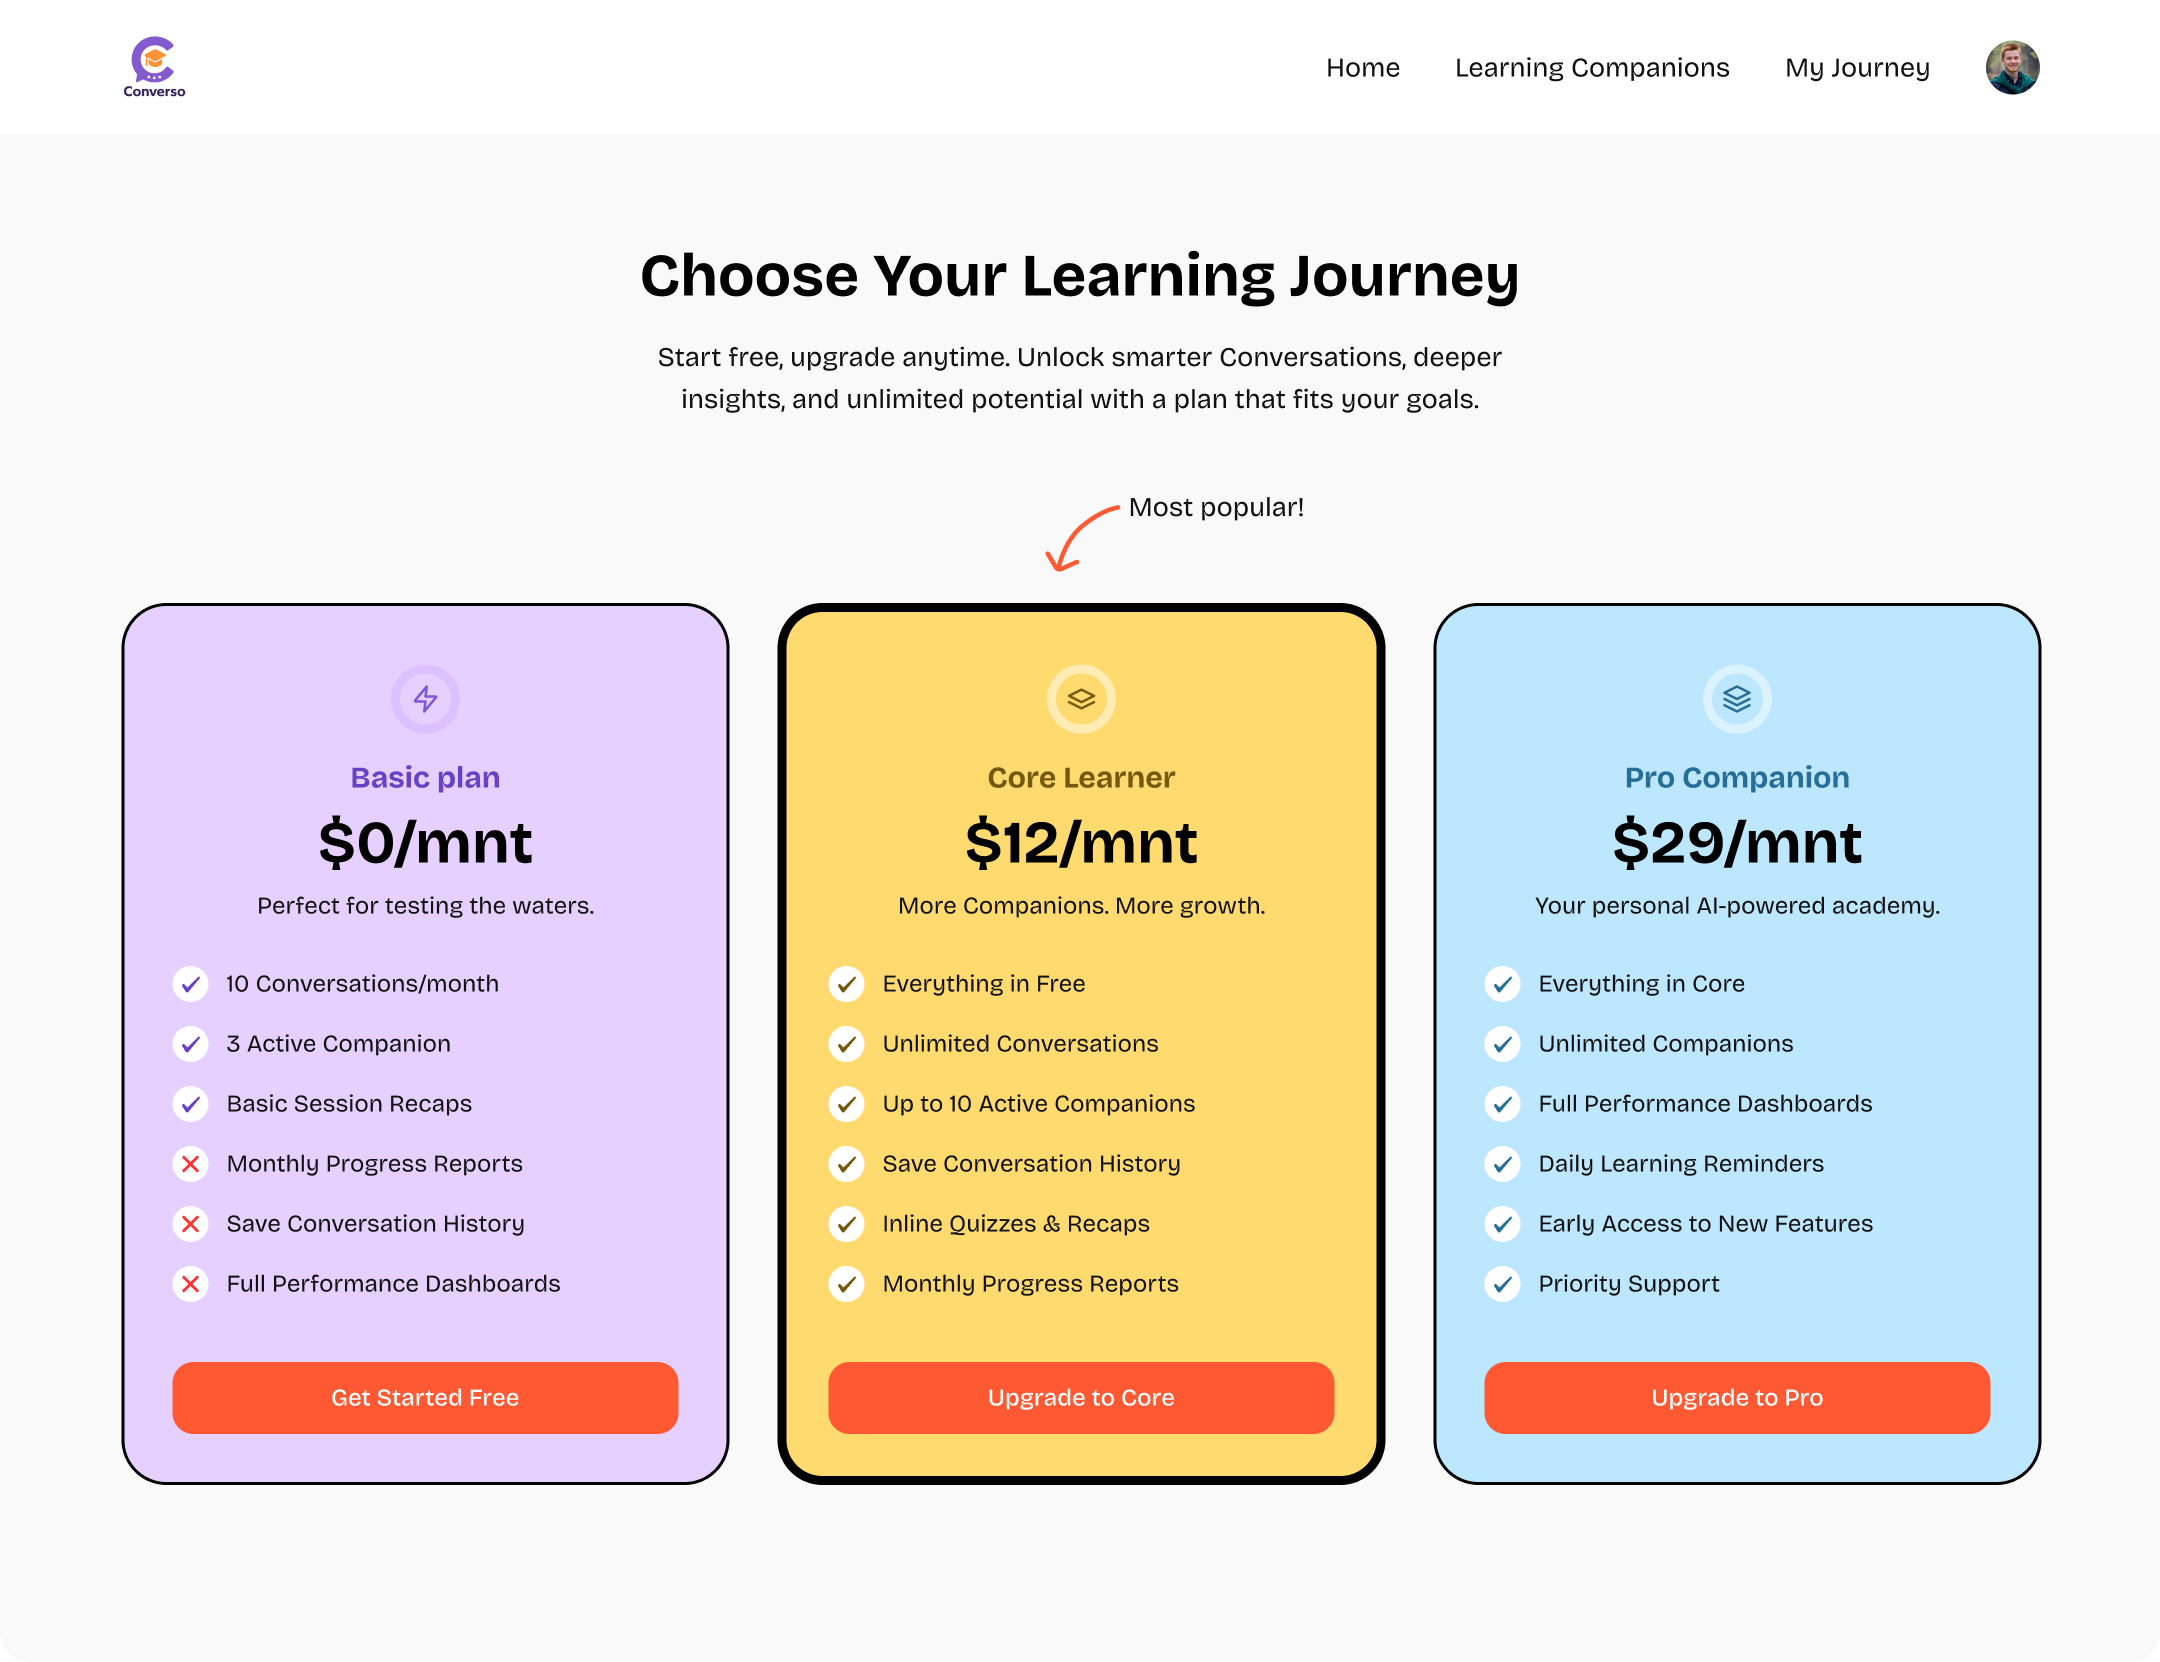 Converso
Home
Learning Companions
My Journey
Choose Your Learning Journey
Start free, upgrade anytime. Unlock smarter Conversations, deeper
insights, and unlimited potential with a plan that fits your goals.
Most popular!
Basic plan
$0/mnt
Perfect for testing the waters.
10 Conversations/month
3 Active Companion
Basic Session Recaps
Monthly Progress Reports
Save Conversation History
Full Performance Dashboards
Get Started Free
Core Learner
$12/mnt
More Companions. More growth.
Everything in Free
Unlimited Conversations
Up to 10 Active Companions
Save Conversation History
Inline Quizzes & Recaps
Monthly Progress Reports
Upgrade to Core
Pro Companion
$29/mnt
Your personal AI-powered academy.
Everything in Core
Unlimited Companions
Full Performance Dashboards
Daily Learning Reminders
Early Access to New Features
Priority Support
Upgrade to Pro